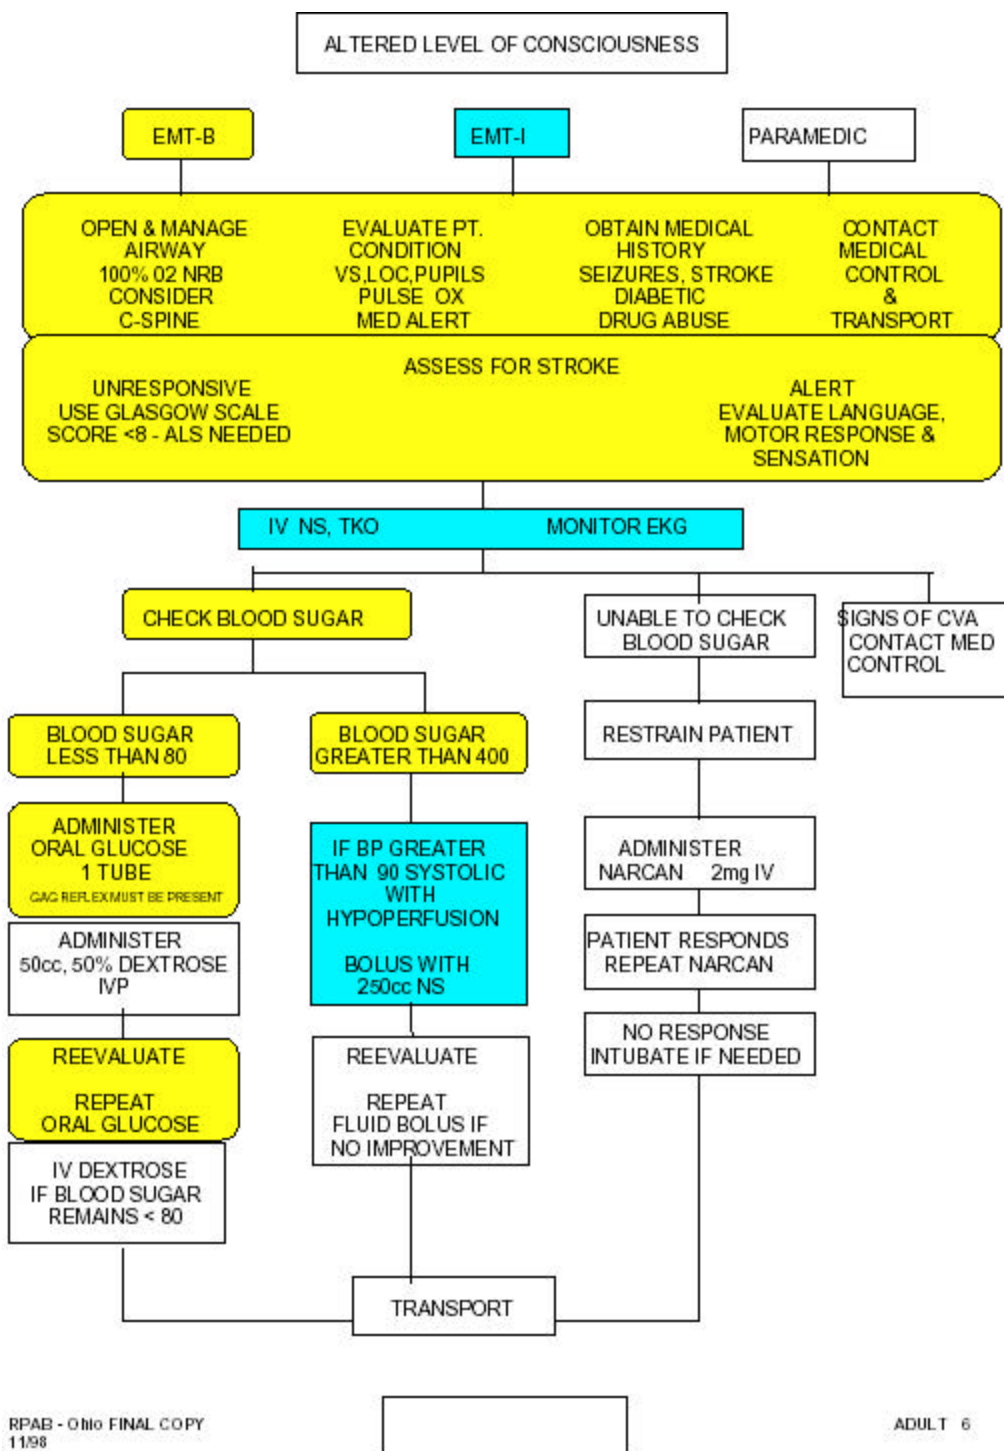 ALTERED LEVEL OF CONSCIOUSNESS
EMT-B
EMT-I
PARAMEDIC
OPEN & MANAGE
AIRWAY
100% 02 NRB
CONSIDER
C-SPINE
EVALUATE PT.
CONDITION
VS,LOC,PUPILS
PULSE OX
MED ALERT
OBTAIN MEDICAL
HISTORY
SEIZURES, STROKE
DIABETIC
DRUG ABUSE
CONTACT
MEDICAL
CONTROL
&
TRANSPORT
ASSESS FOR STROKE
UNRESPONSIVE
USE GLASGOW SCALE
SCORE <8 - ALS NEEDED
ALERT
EVALUATE LANGUAGE,
MOTOR RESPONSE &
SENSATION
IV NS, TKO MONITOR EKG
CHECK BLOOD SUGAR
UNABLE TO CHECK
BLOOD SUGAR
SIGNS OF CVA
CONTACT MED
CONTROL
BLOOD SUGAR
LESS THAN 80
BLOOD SUGAR
GREATER THAN 400
RESTRAIN PATIENT
ADMINISTER
ORAL GLUCOSE
1 TUBE
GAG REFLEX MUST BE PRESENT
IF BP GREATER
THAN 90 SYSTOLIC
WITH
HYPOPERFUSION
BOLUS WITH
250cc NS
ADMINISTER
NARCAN 2mg IV
ADMINISTER
50cc, 50% DEXTROSE
IVP
PATIENT RESPONDS
REPEAT NARCAN
NO RESPONSE
INTUBATE IF NEEDED
REEVALUATE
REPEAT
ORAL GLUCOSE
REEVALUATE
REPEAT
FLUID BOLUS IF
NO IMPROVEMENT
IV DEXTROSE
IF BLOOD SUGAR
REMAINS < 80
TRANSPORT
RPAB - Ohio FINAL COPY
11/98
ADULT 6